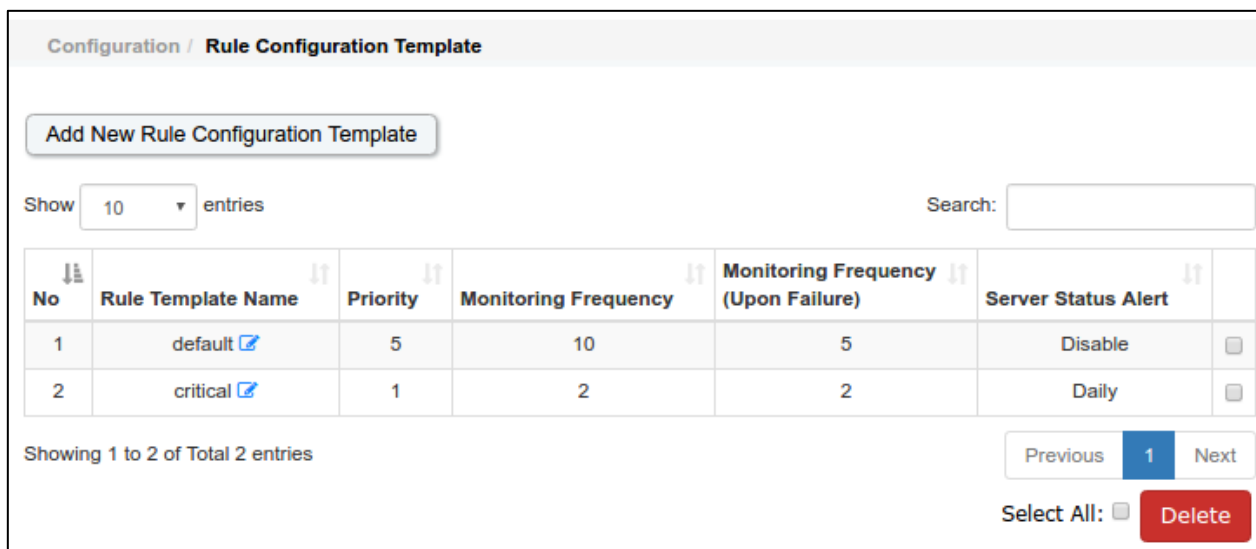 Configuration / Rule Configuration Template
Add New Rule Configuration Template
Show 10 entries Search:
No Rule Template Name Priority Monitoring Frequency Monitoring Frequency (Upon Failure) Server Status Alert
1 default 5 10 5 Disable
2 critical 1 2 2 Daily
Showing 1 to 2 of Total 2 entries Previous 1 Next
Select All: Delete